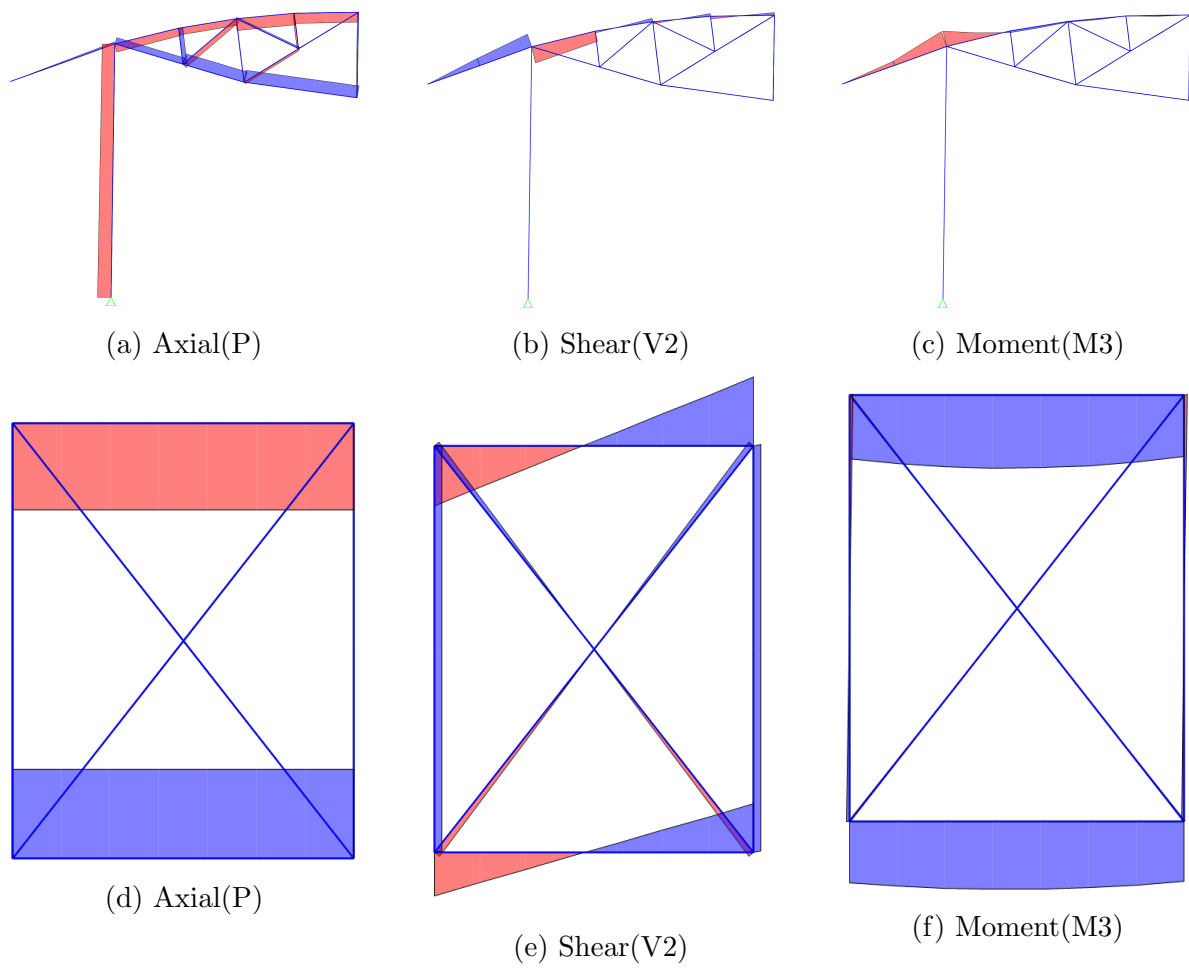 (a) Axial(P)
(b) Shear(V2)
(c) Moment(M3)
(d) Axial(P)
(e) Shear(V2)
(f) Moment(M3)